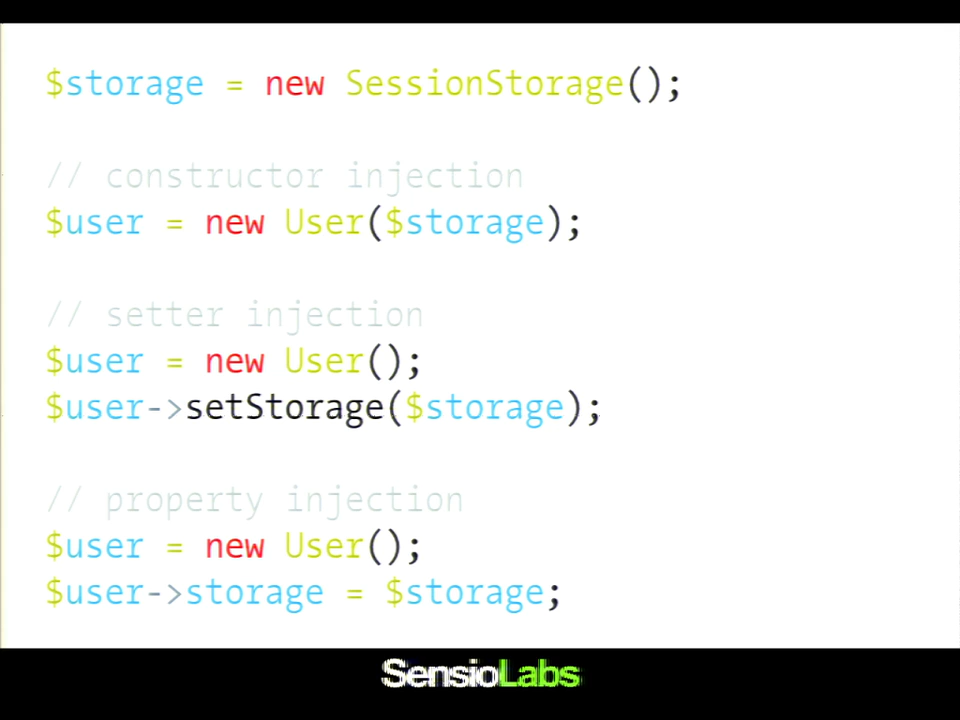 $storage = new SessionStorage();
// constructor injection
$user = new User($storage);
// setter injection
$user = new User();
$user->setStorage($storage);
// property injection
$user = new User();
$user->storage = $storage;
SensioLabs